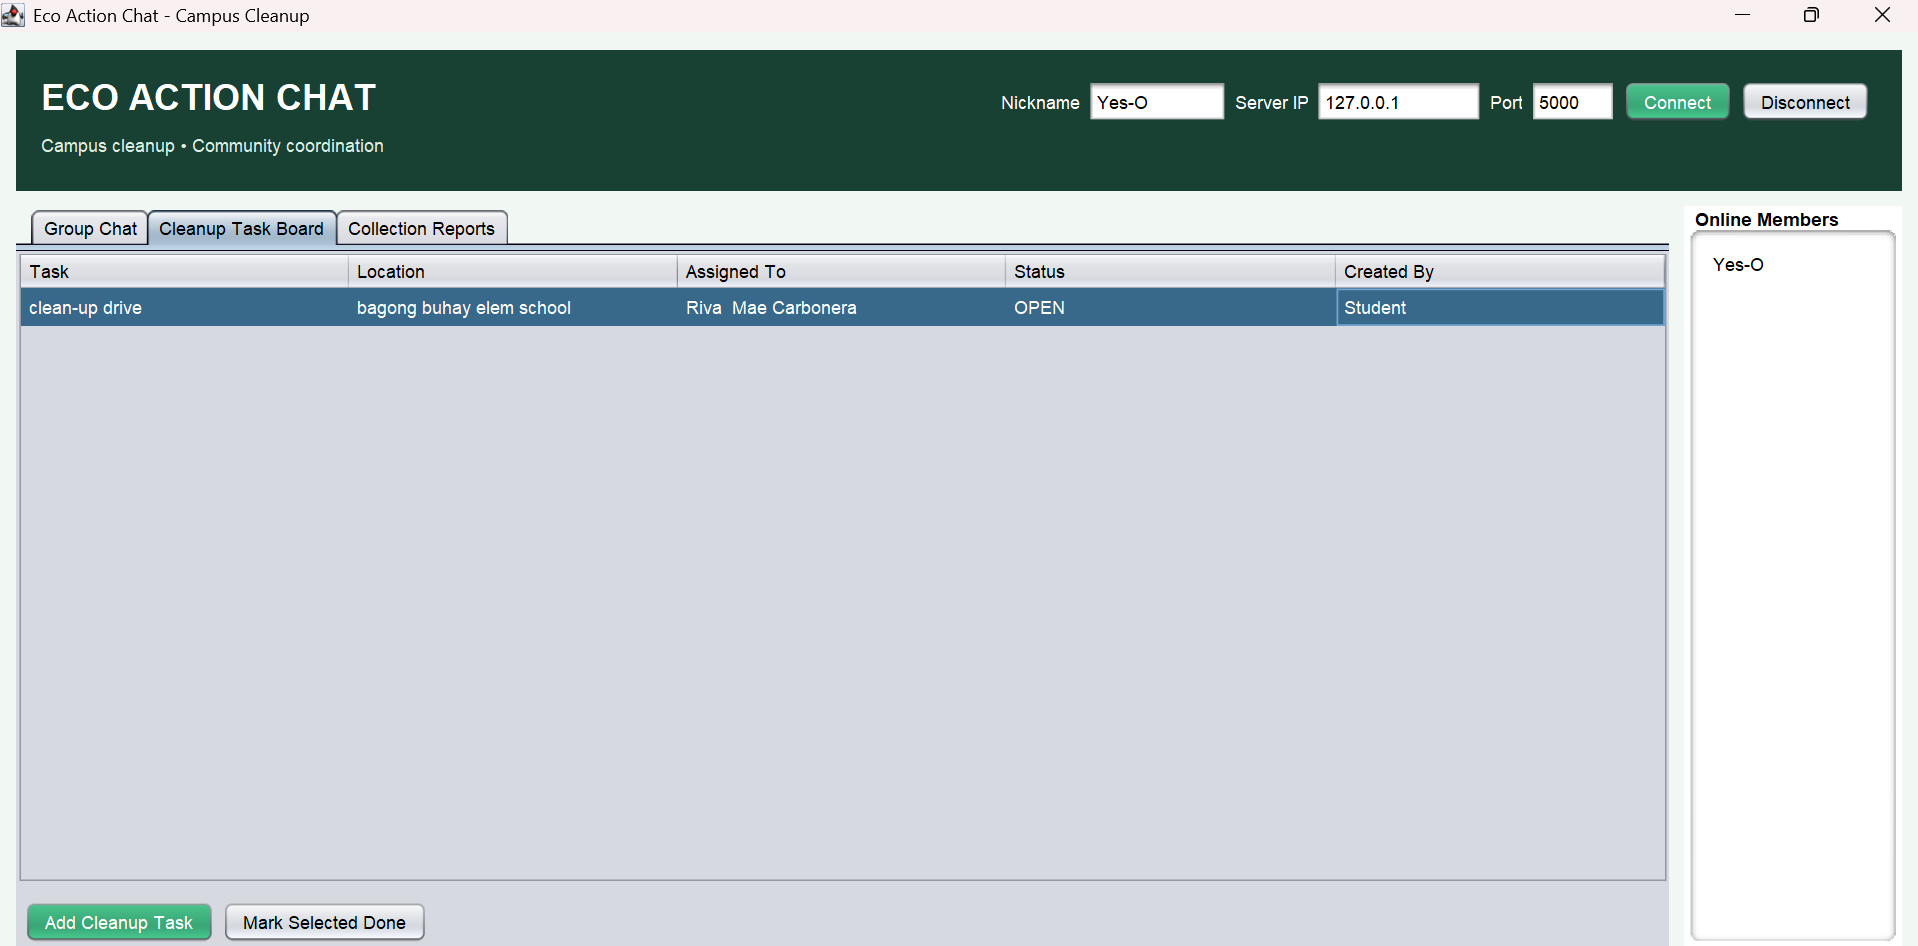 Eco Action Chat - Campus Cleanup
ECO ACTION CHAT
Campus cleanup • Community coordination
Nickname Yes-O Server IP 127.0.0.1 Port 5000 Connect Disconnect
Group Chat Cleanup Task Board Collection Reports
Task Location Assigned To Status Created By
clean-up drive bagong buhay elem school Riva  Mae Carbonera OPEN Student
Add Cleanup Task Mark Selected Done
Online Members
Yes-O